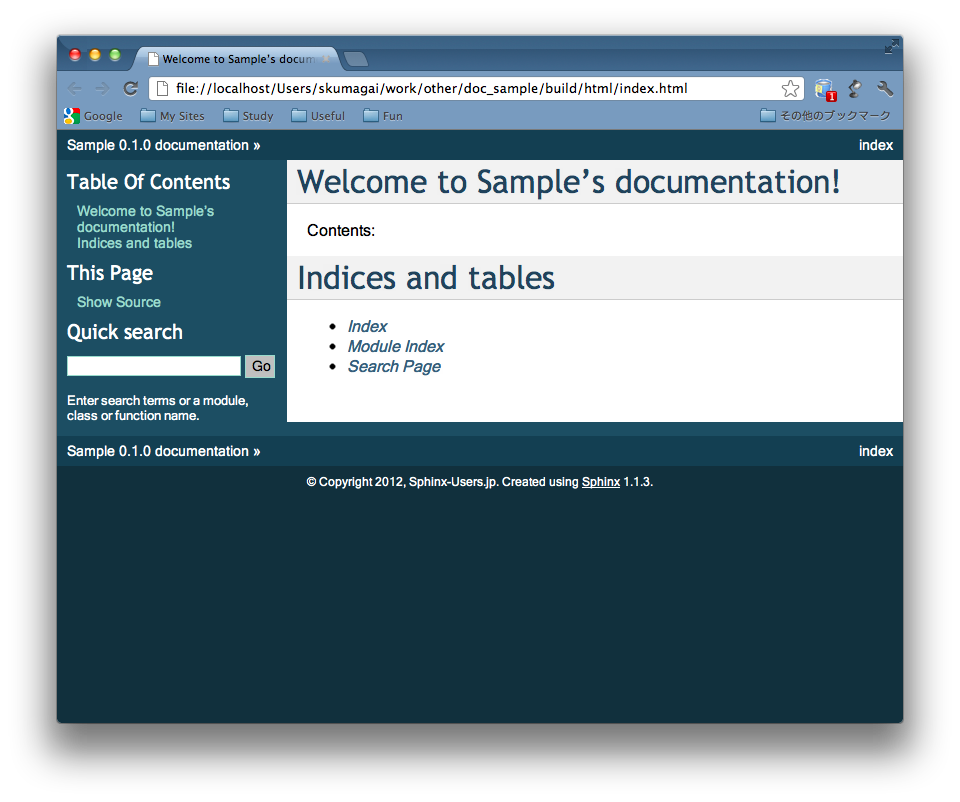 Welcome to Sample's docum
file://localhost/Users/skumagai/work/other/doc_sample/build/html/index.html
1
Google My Sites Study Useful Fun その他のブックマーク
Sample 0.1.0 documentation » index
Table Of Contents
Welcome to Sample's
documentation!
Indices and tables
This Page
Show Source
Quick search
Go
Enter search terms or a module,
class or function name.
Welcome to Sample’s documentation!
Contents:
Indices and tables
• Index
• Module Index
• Search Page
Sample 0.1.0 documentation » index
© Copyright 2012, Sphinx-Users.jp. Created using Sphinx 1.1.3.